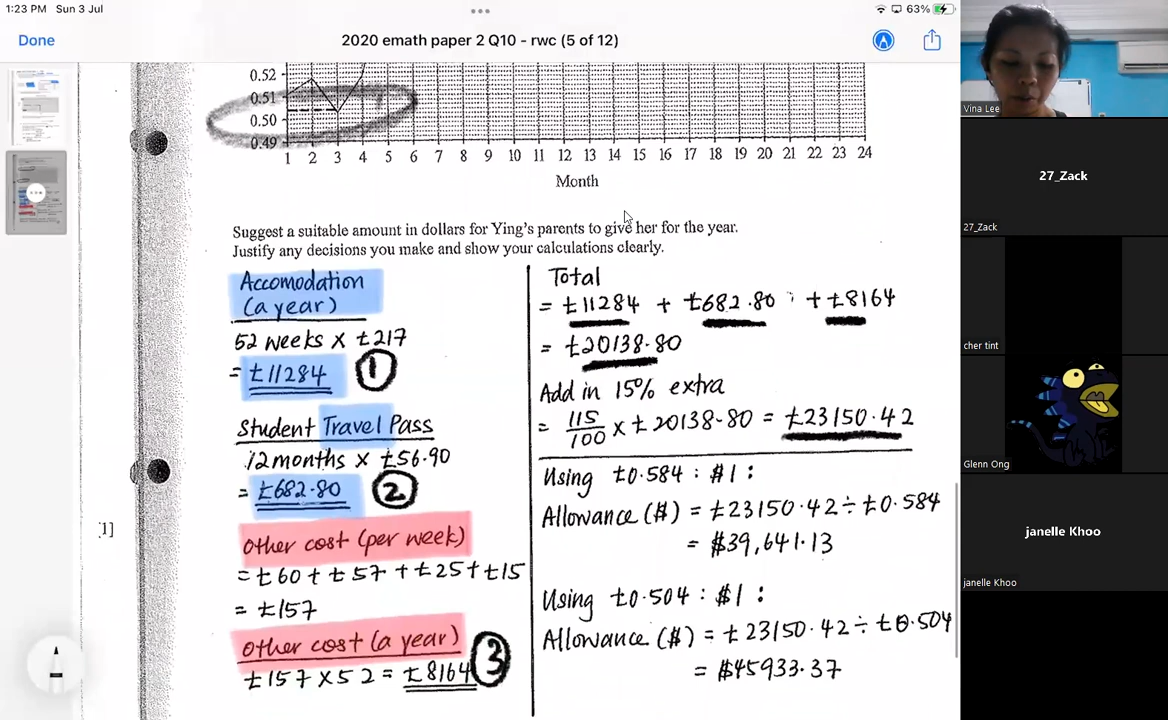 1:23 PM Sun 3 Jul
63%
Done
2020 emath paper 2 Q10 - rwc (5 of 12)
0.52
0.51
0.50
0.49
1 2 3 4 5 6 7 8 9 10 11 12 13 14 15 16 17 18 19 20 21 22 23 24
Month
Suggest a suitable amount in dollars for Ying's parents to give her for the year.
Justify any decisions you make and show your calculations clearly.
Accomodation
(a year)
52 weeks × £217
= £11284 1
Student Travel Pass
12 months × £56.90
= £682.80 2
[1]
Other cost (per week)
= £60 + £57 + £25 + £15
= £157
Other cost (a year)
£157 × 52 = £8164 3
Total
= £11284 + £682.80 + £8164
= £20138.80
Add in 15% extra
= 115/100 × £20138.80 = £23150.42
Using £0.584 : $1 :
Allowance ($) = £23150.42 ÷ £0.584
= $39,641.13
Using £0.504 : $1 :
Allowance ($) = £23150.42 ÷ £0.504
= $45933.37
Vina Lee
27_Zack
27_Zack
cher tint
Glenn Ong
janelle Khoo
janelle Khoo